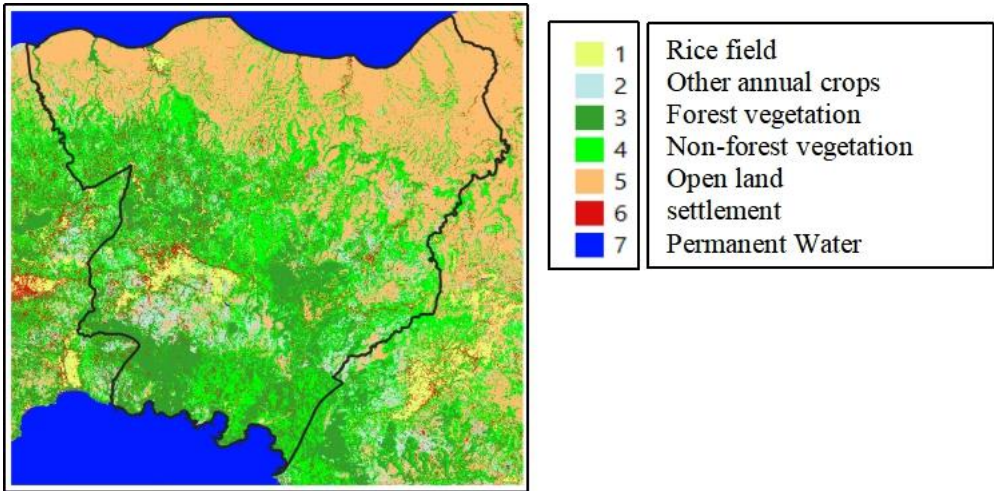 1 Rice field
2 Other annual crops
3 Forest vegetation
4 Non-forest vegetation
5 Open land
6 settlement
7 Permanent Water